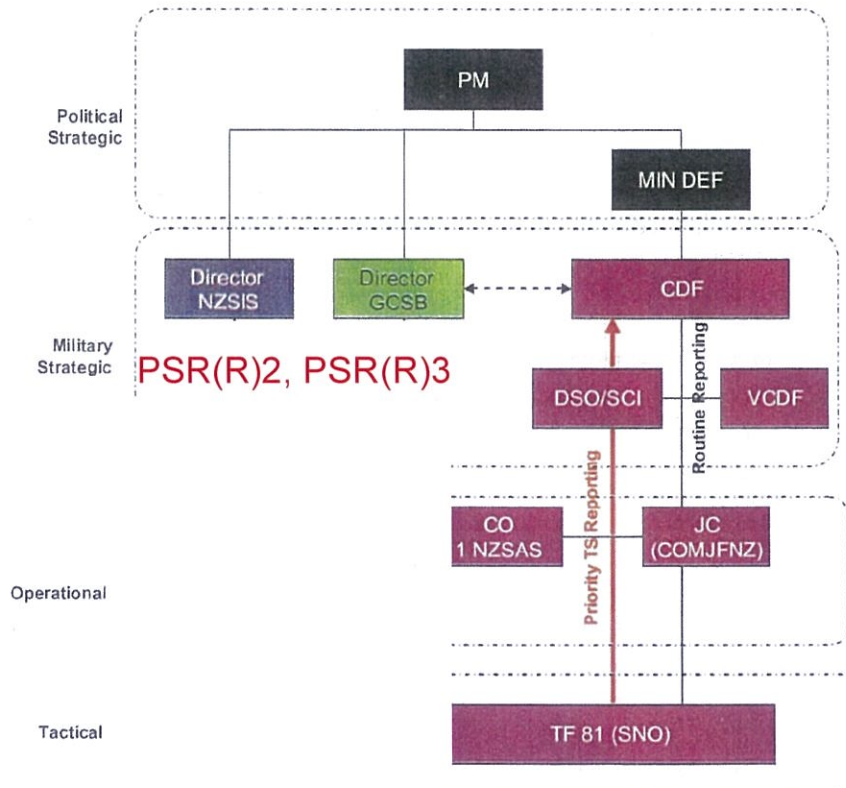 PM
Political
Strategic
MIN DEF
Director
NZSIS
Director
GCSB
CDF
Military
Strategic
PSR(R)2, PSR(R)3
DSO/SCI
Routine Reporting
VCDF
Priority TS Reporting
CO
1 NZSAS
JC
(COMJFNZ)
Operational
Tactical
TF 81 (SNO)